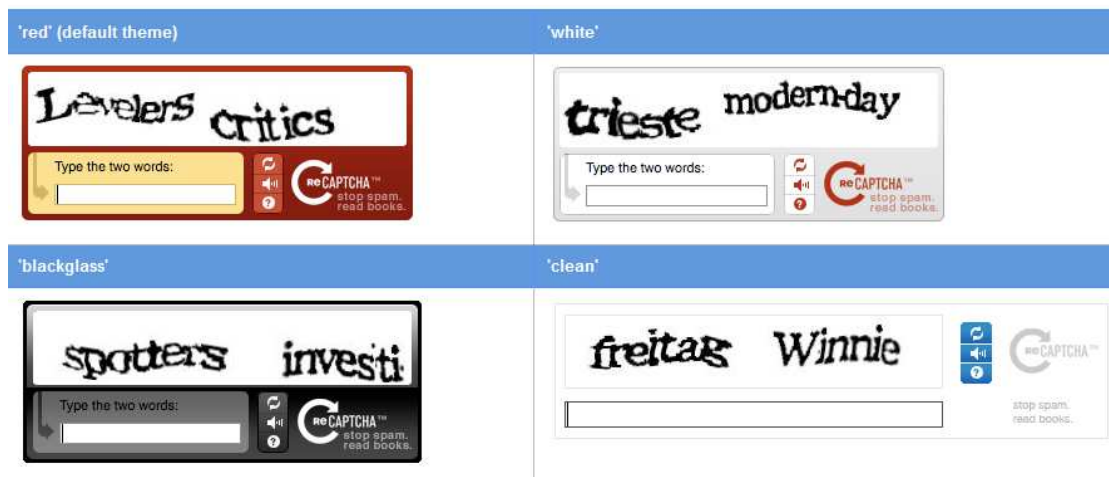 'red' (default theme)
'white'
Levelers critics
Type the two words:
ReCAPTCHA™
stop spam.
read books.
trieste modern-day
Type the two words:
ReCAPTCHA™
stop spam.
read books.
'blackglass'
'clean'
spotters investi
Type the two words:
ReCAPTCHA™
stop spam.
read books.
freitag Winnie
ReCAPTCHA™
stop spam.
read books.